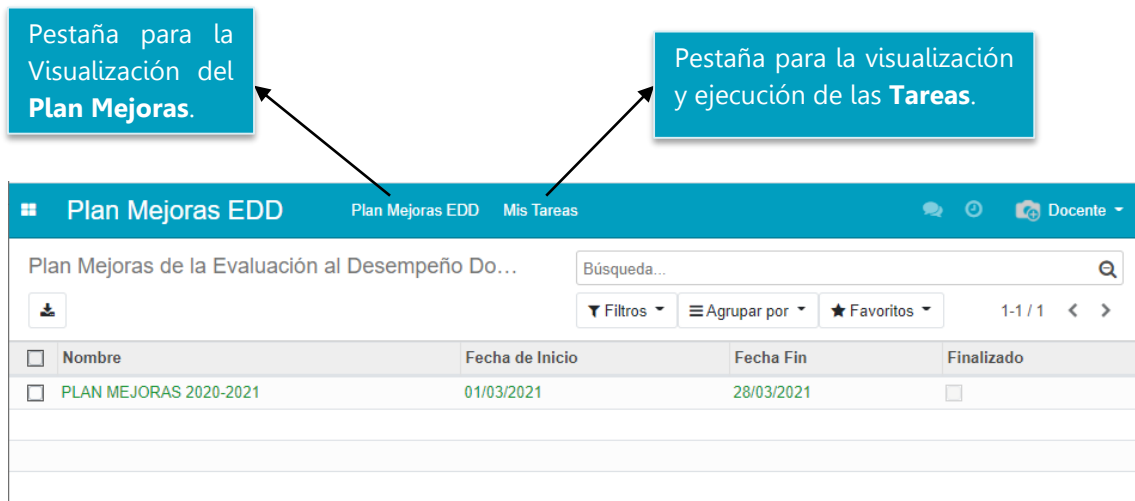 Pestaña para la
Visualización del
Plan Mejoras.
Pestaña para la visualización
y ejecución de las Tareas.
Plan Mejoras EDD Plan Mejoras EDD Mis Tareas Docente
Plan Mejoras de la Evaluación al Desempeño Do... Búsqueda...
Filtros Agrupar por Favoritos 1-1 / 1
Nombre Fecha de Inicio Fecha Fin Finalizado
PLAN MEJORAS 2020-2021 01/03/2021 28/03/2021